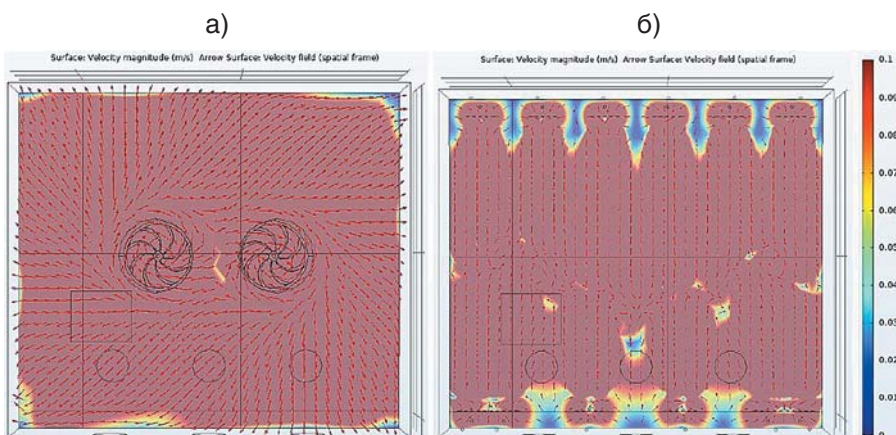 а)
б)
Surface: Velocity magnitude (m/s) Arrow Surface: Velocity field (spatial frame)
Surface: Velocity magnitude (m/s) Arrow Surface: Velocity field (spatial frame)
0.1
0.09
0.08
0.07
0.06
0.05
0.04
0.03
0.02
0.01
0